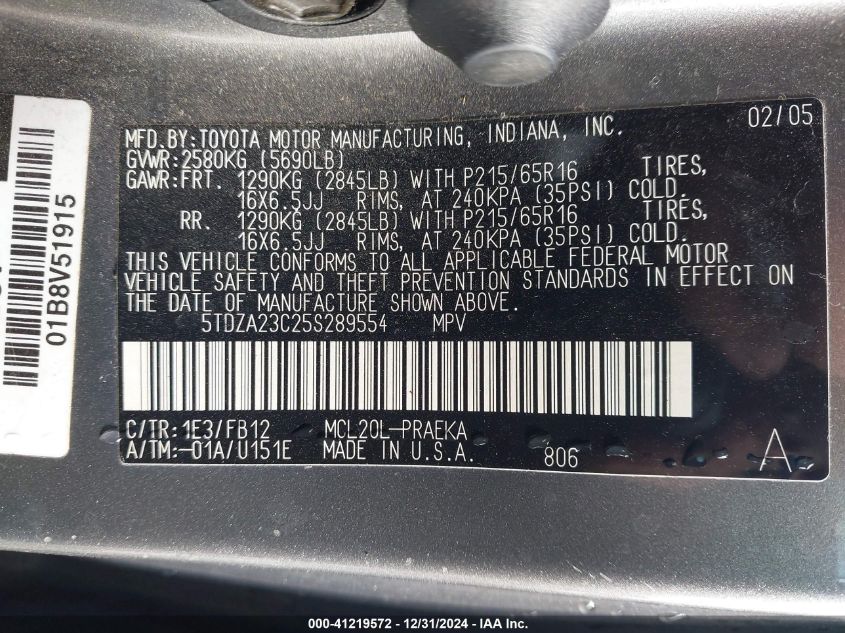 02/05
MFD.BY:TOYOTA MOTOR MANUFACTURING, INDIANA, INC.
GVWR:2580KG (5690LB)
GAWR:FRT. 1290KG (2845LB) WITH P215/65R16 TIRES,
16X6.5JJ RIMS, AT 240KPA (35PSI) COLD.
RR. 1290KG (2845LB) WITH P215/65R16 TIRES,
16X6.5JJ RIMS, AT 240KPA (35PSI) COLD.
THIS VEHICLE CONFORMS TO ALL APPLICABLE FEDERAL MOTOR
VEHICLE SAFETY AND THEFT PREVENTION STANDARDS IN EFFECT ON
THE DATE OF MANUFACTURE SHOWN ABOVE.
5TDZA23C25S289554 MPV
C/TR:1E3/FB12 MCL20L-PRAEKA
A/TM:-01A/U151E MADE IN U.S.A. 806 A
01B8V51915
000-41219572 - 12/31/2024 - IAA Inc.